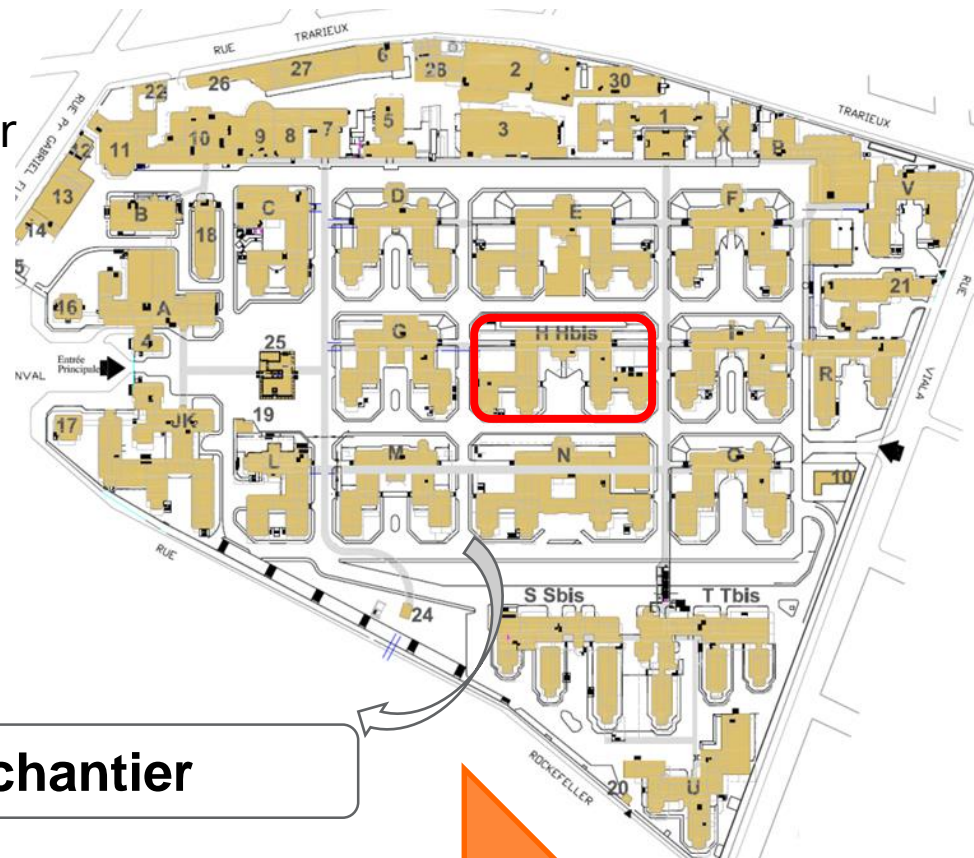 RUE
TRARIEUX
6
28
2
27
26
30
22
TRARIEUX
RUE Pr GABRIEL
1
5
7
3
X
8
9
10
11
12
13
14
B
V
D
E
F
C
B
18
16
A
21
RUE
4
G
H Hbis
I
25
Entrée
Principale
NVAL
R
VIALA
17
JK
19
L
M
N
O
10
RUE
S Sbis
T Tbis
24
chantier
ROCKEFELLER
20
U
r